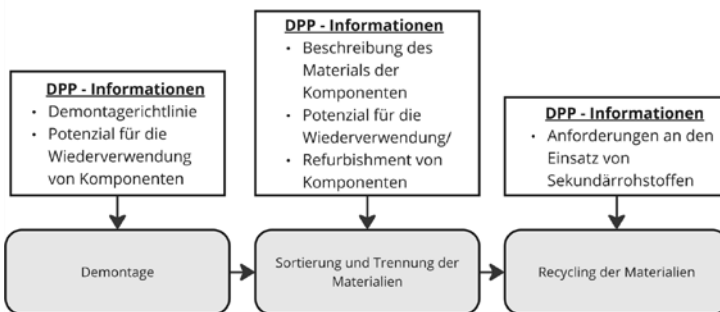 DPP - Informationen
• Demontagerichtlinie
• Potenzial für die
Wiederverwendung
von Komponenten
DPP - Informationen
• Beschreibung des
Materials der
Komponenten
• Potenzial für die
Wiederverwendung/
• Refurbishment von
Komponenten
DPP - Informationen
• Anforderungen an den
Einsatz von
Sekundärrohstoffen
Demontage
Sortierung und Trennung der
Materialien
Recycling der Materialien